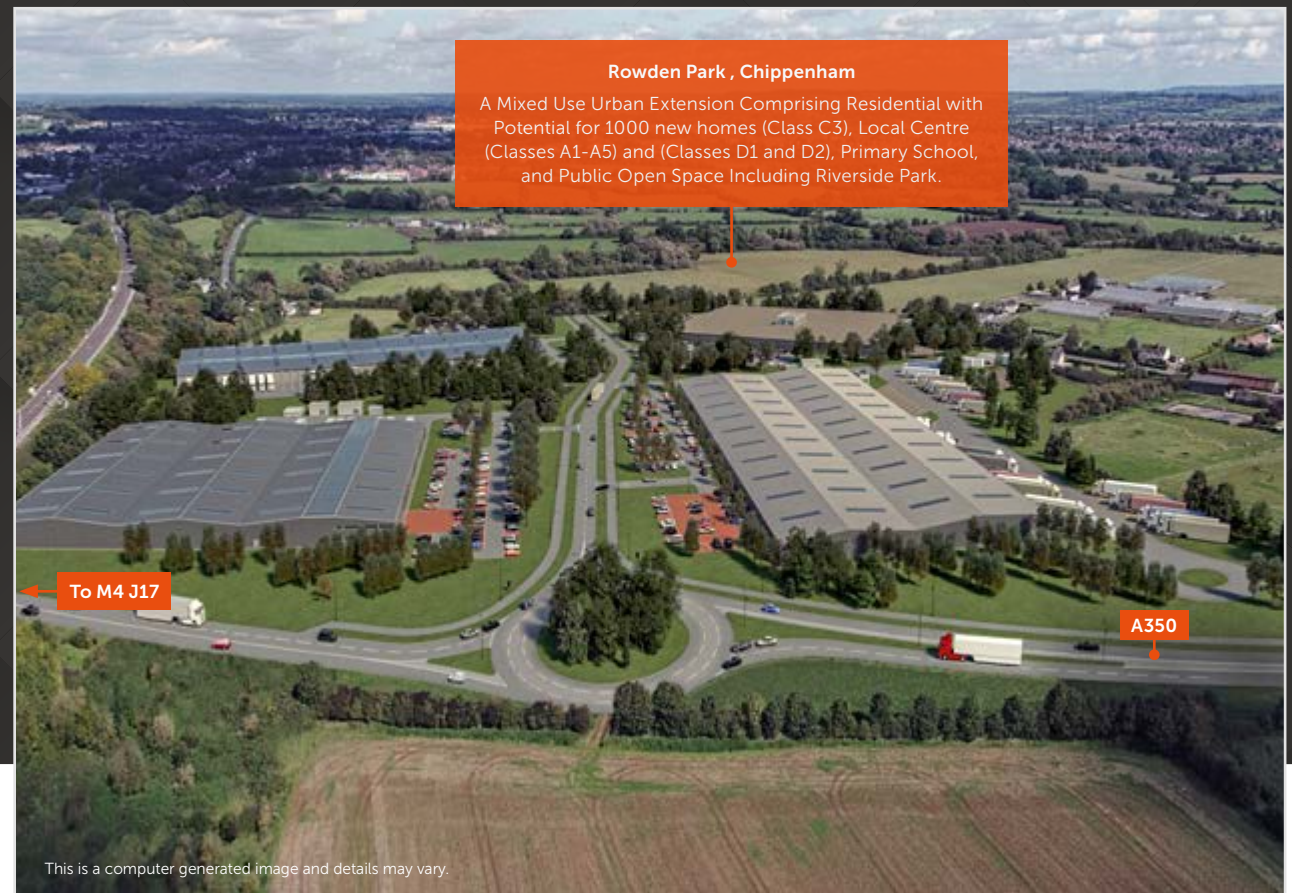 Rowden Park , Chippenham
A Mixed Use Urban Extension Comprising Residential with
Potential for 1000 new homes (Class C3), Local Centre
(Classes A1-A5) and (Classes D1 and D2), Primary School,
and Public Open Space Including Riverside Park.
To M4 J17
A350
This is a computer generated image and details may vary.